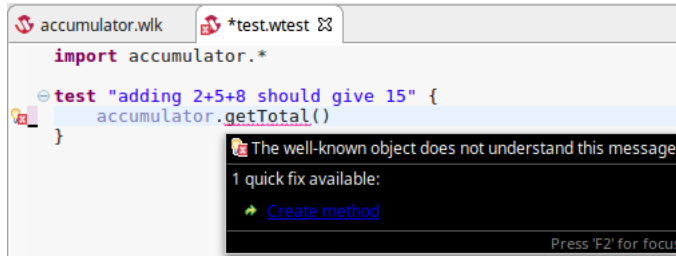 accumulator.wlk
*test.wtest
import accumulator.*
test "adding 2+5+8 should give 15" {
accumulator.getTotal()
}
The well-known object does not understand this message
1 quick fix available:
Create method
Press 'F2' for focus